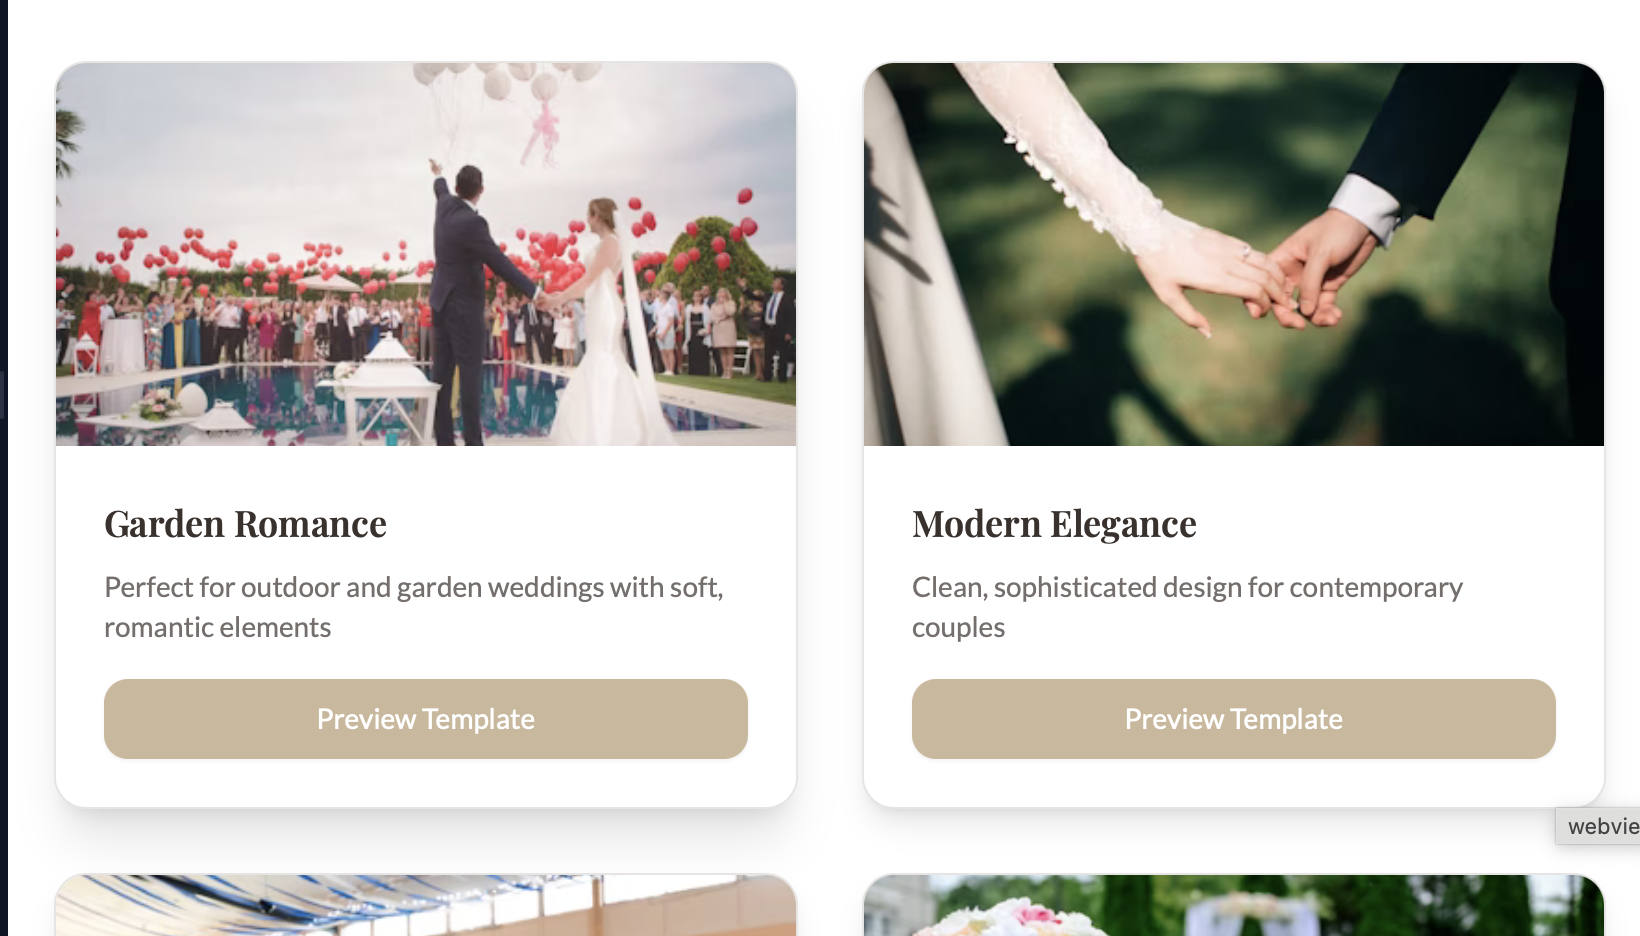 Garden Romance
Perfect for outdoor and garden weddings with soft,
romantic elements
Preview Template
Modern Elegance
Clean, sophisticated design for contemporary
couples
Preview Template
webvie